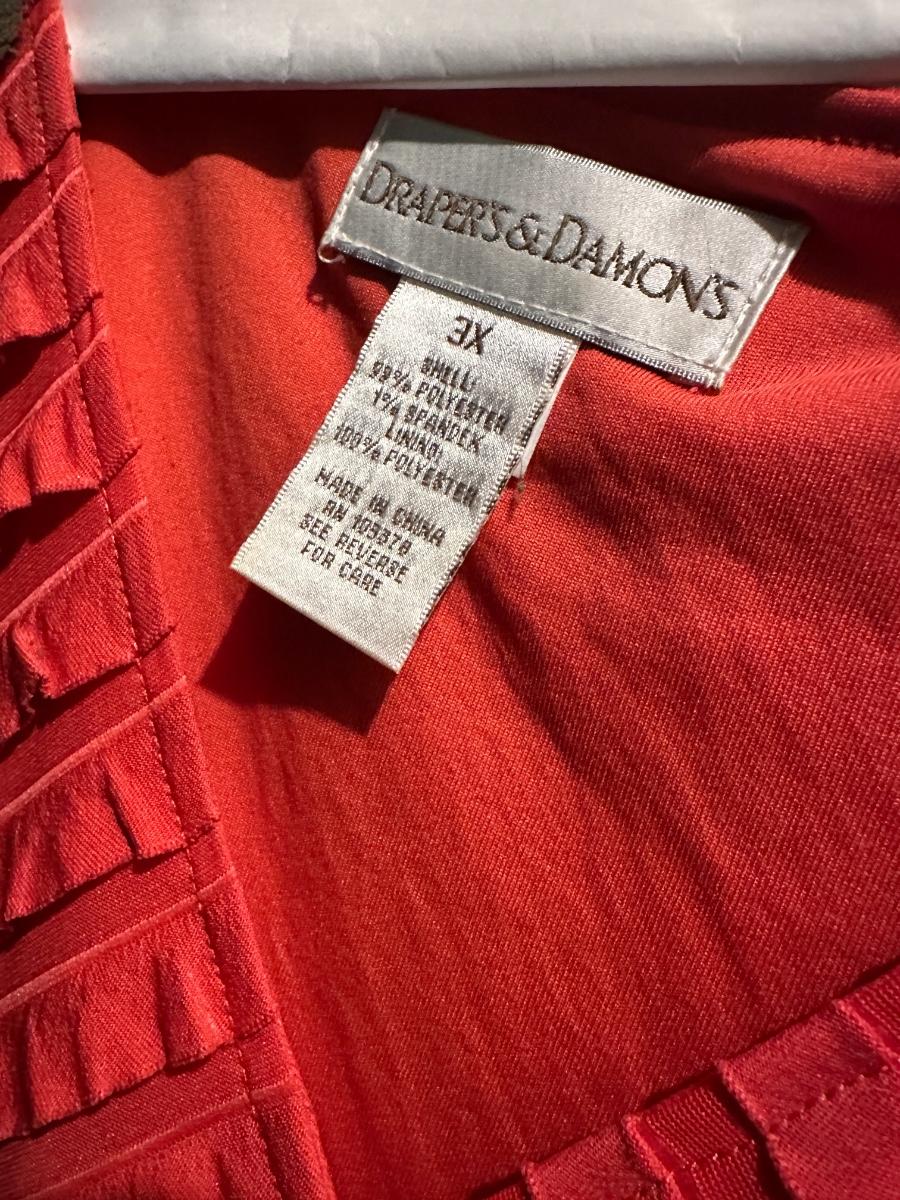 DRAPER'S & DAMON'S
3X
SHELL:
99% POLYESTER
1% SPANDEX
LINING:
100% POLYESTER
MADE IN CHINA
RN 109970
SEE REVERSE
FOR CARE